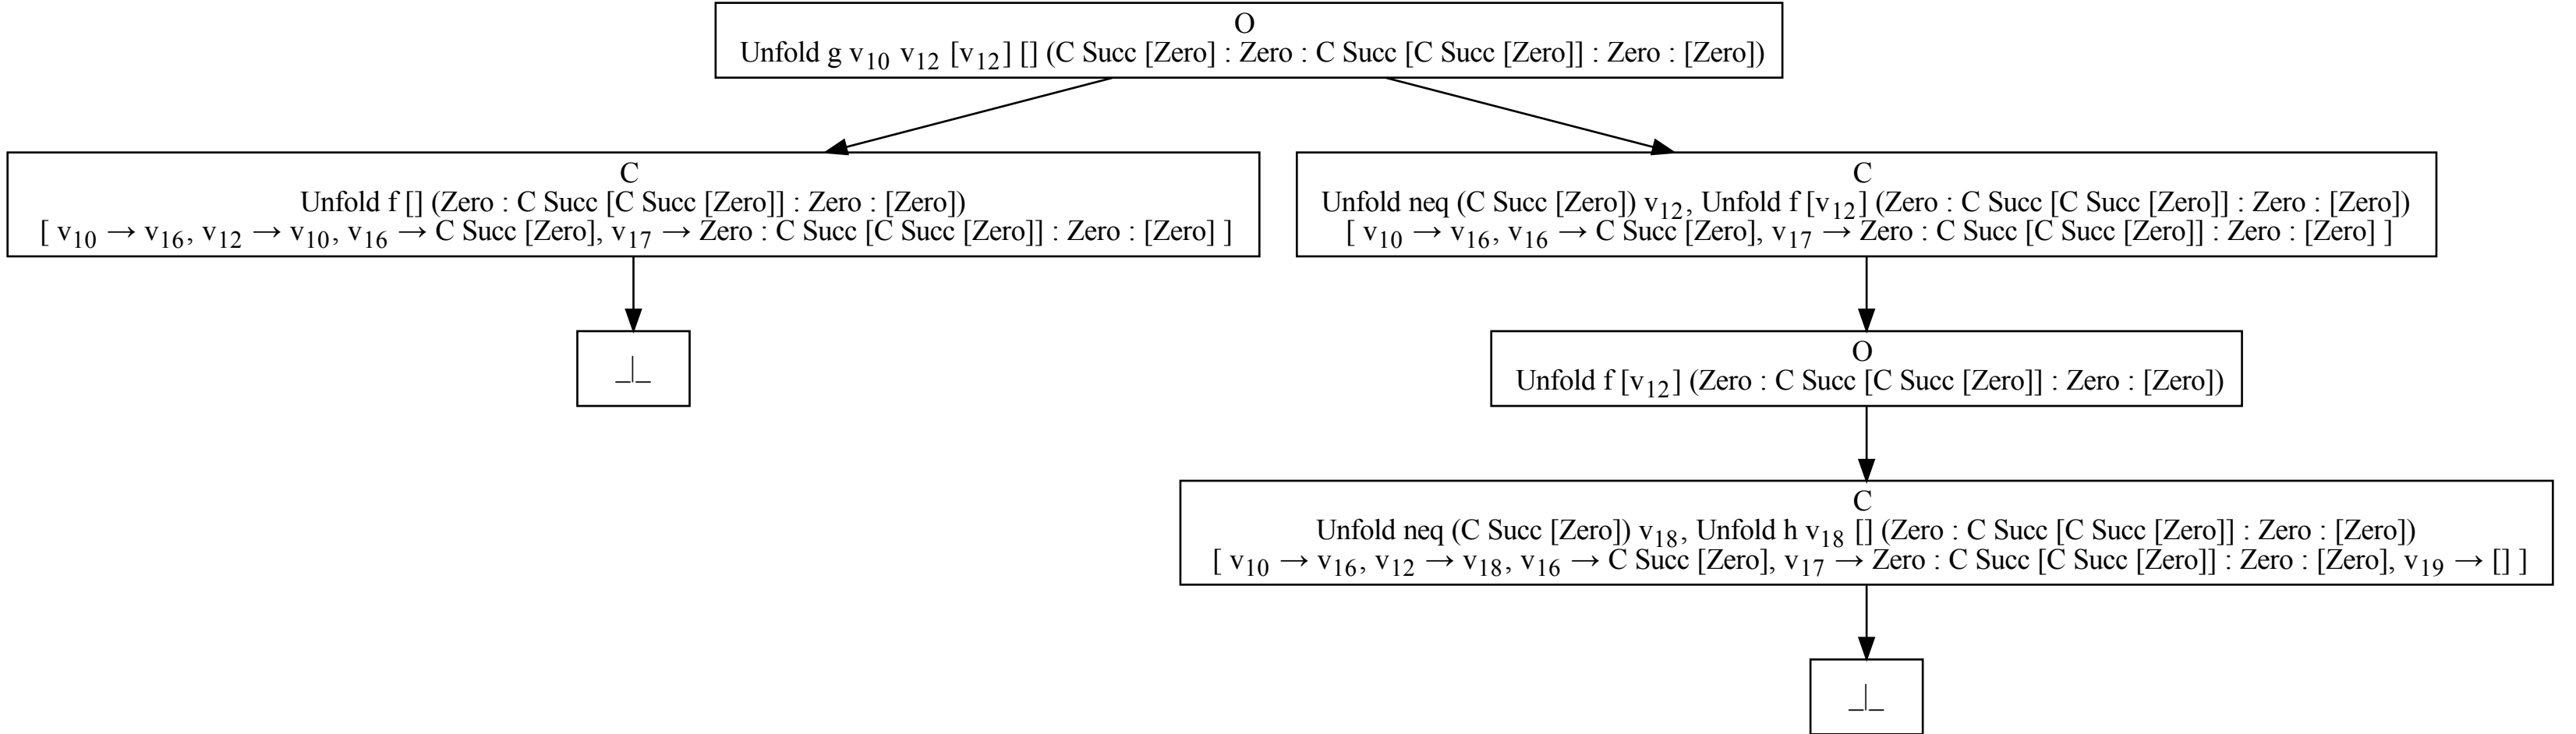 O
Unfold g v₁₀ v₁₂ [v₁₂] [] (C Succ [Zero] : Zero : C Succ [C Succ [Zero]] : Zero : [Zero])
C
Unfold f [] (Zero : C Succ [C Succ [Zero]] : Zero : [Zero])
[ v₁₀ → v₁₆, v₁₂ → v₁₀, v₁₆ → C Succ [Zero], v₁₇ → Zero : C Succ [C Succ [Zero]] : Zero : [Zero] ]
C
Unfold neq (C Succ [Zero]) v₁₂, Unfold f [v₁₂] (Zero : C Succ [C Succ [Zero]] : Zero : [Zero])
[ v₁₀ → v₁₆, v₁₆ → C Succ [Zero], v₁₇ → Zero : C Succ [C Succ [Zero]] : Zero : [Zero] ]
_|_
O
Unfold f [v₁₂] (Zero : C Succ [C Succ [Zero]] : Zero : [Zero])
C
Unfold neq (C Succ [Zero]) v₁₈, Unfold h v₁₈ [] (Zero : C Succ [C Succ [Zero]] : Zero : [Zero])
[ v₁₀ → v₁₆, v₁₂ → v₁₈, v₁₆ → C Succ [Zero], v₁₇ → Zero : C Succ [C Succ [Zero]] : Zero : [Zero], v₁₉ → [] ]
_|_